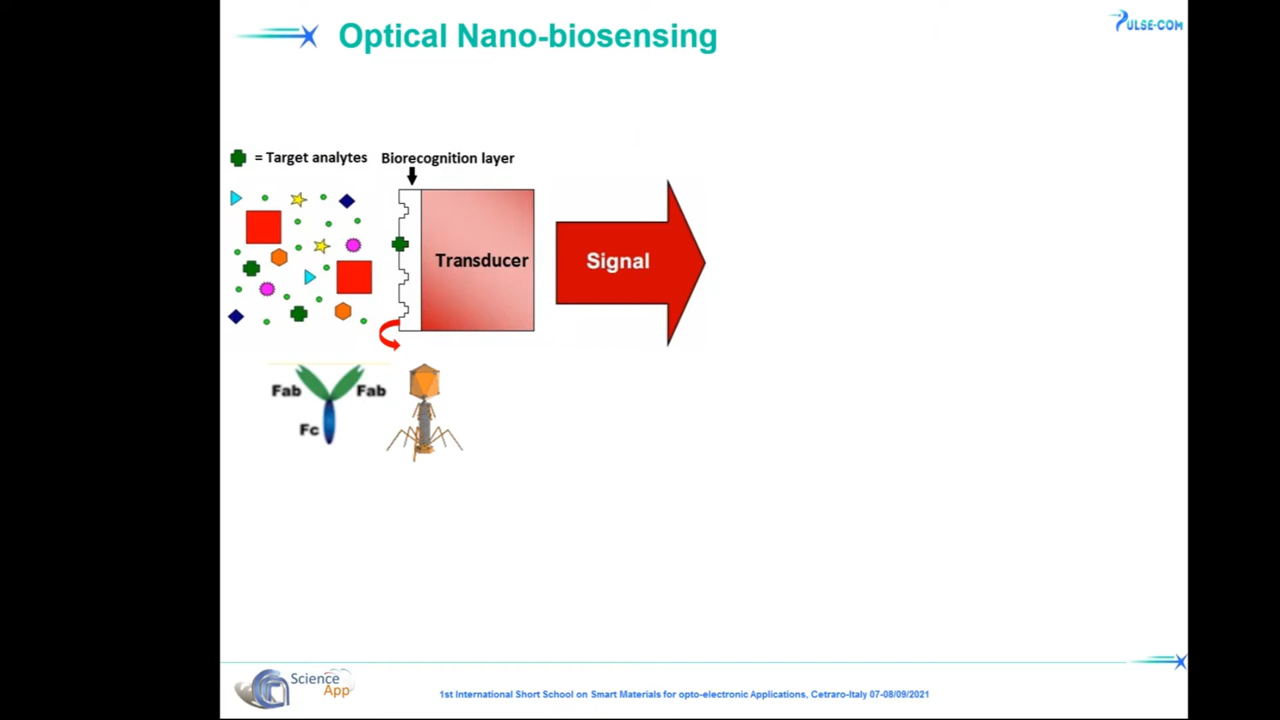 Optical Nano-biosensing
PULSE-COM
= Target analytes
Biorecognition layer
Transducer
Signal
Fab
Fab
Fc
Science
App
1st International Short School on Smart Materials for opto-electronic Applications, Cetraro-Italy 07-08/09/2021